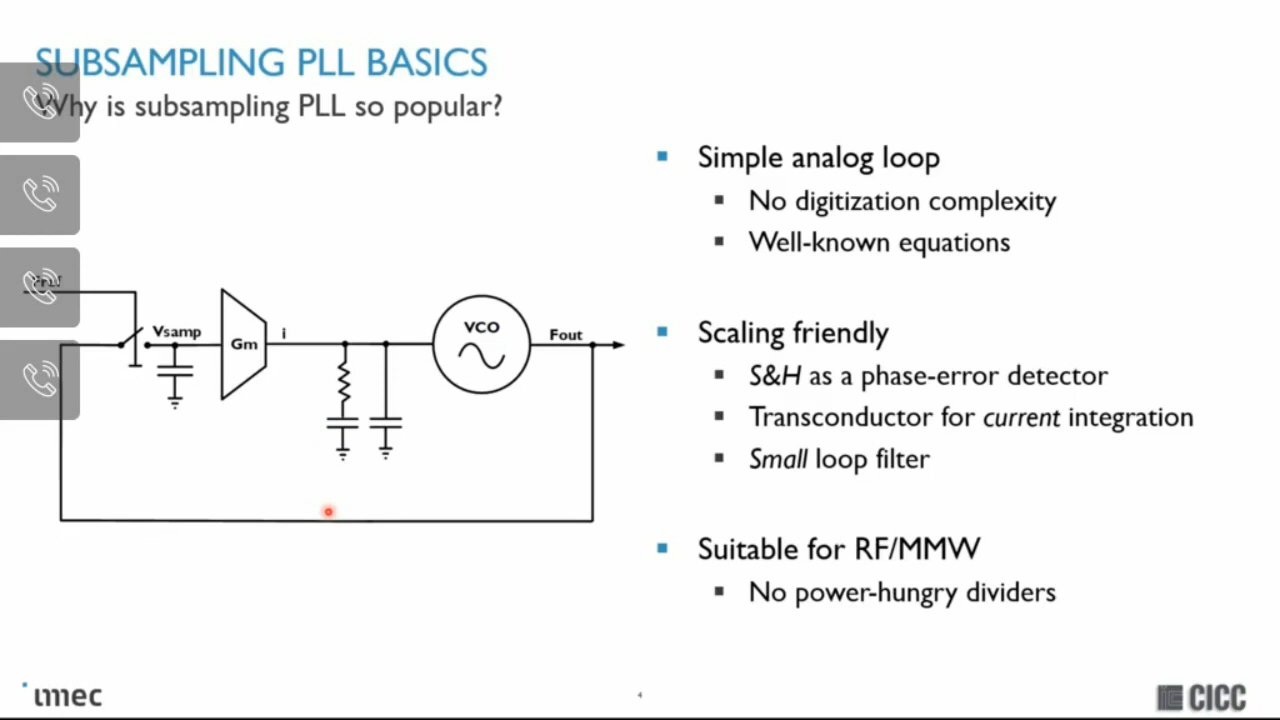 SUBSAMPLING PLL BASICS
Why is subsampling PLL so popular?
Simple analog loop
No digitization complexity
Well-known equations
Scaling friendly
S&H as a phase-error detector
Transconductor for current integration
Small loop filter
Suitable for RF/MMW
No power-hungry dividers
Vsamp
Gm
i
VCO
Fout
imec
4
CICC